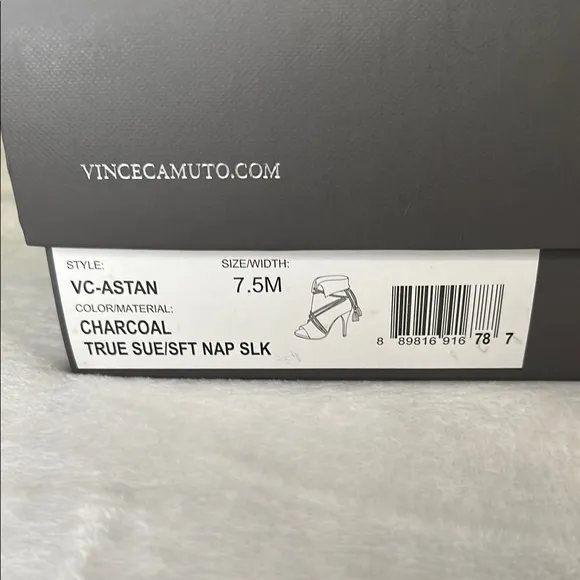 VINCECAMUTO.COM
STYLE: SIZE/WIDTH:
VC-ASTAN 7.5M
COLOR/MATERIAL:
CHARCOAL
TRUE SUE/SFT NAP SLK
8 89816 916 78 7